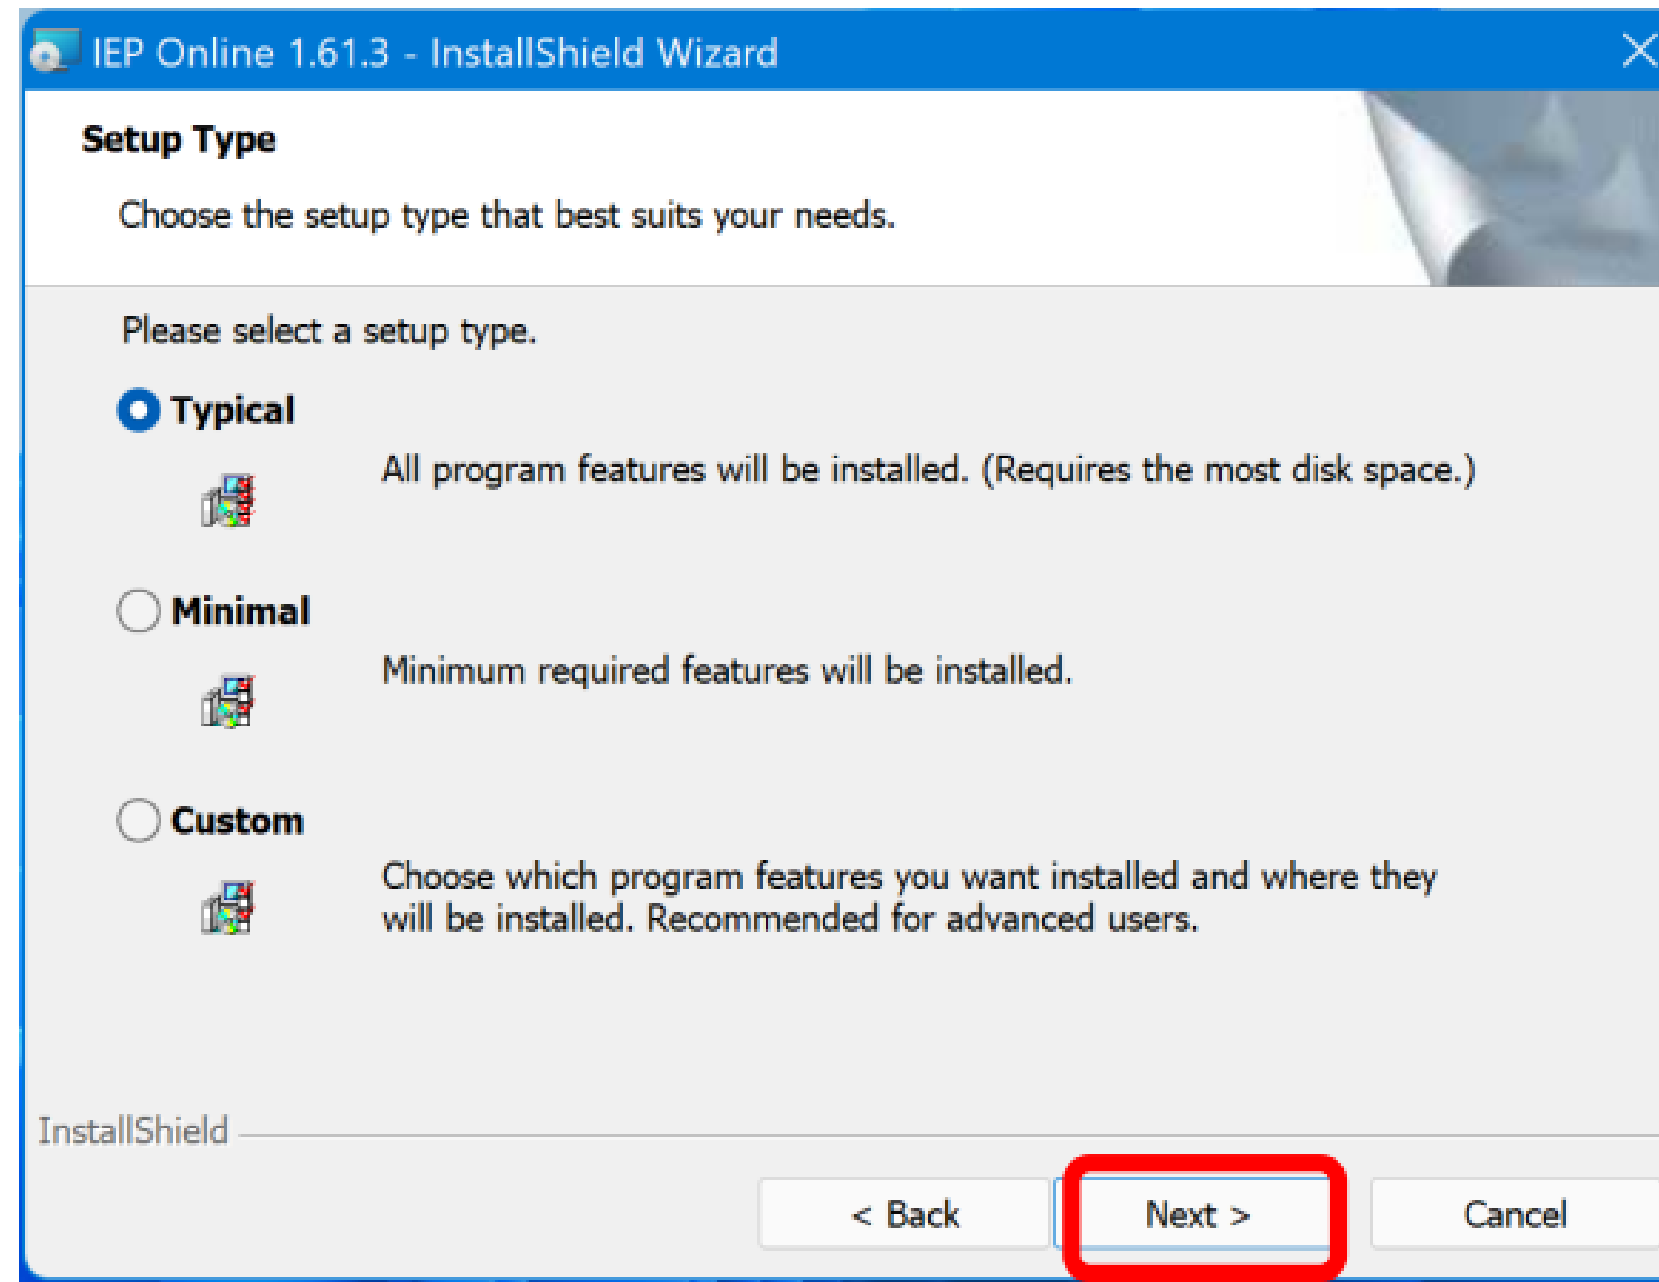 IEP Online 1.61.3 - InstallShield Wizard
Setup Type
Choose the setup type that best suits your needs.
Please select a setup type.
Typical
All program features will be installed. (Requires the most disk space.)
Minimal
Minimum required features will be installed.
Custom
Choose which program features you want installed and where they
will be installed. Recommended for advanced users.
InstallShield
< Back
Next >
Cancel